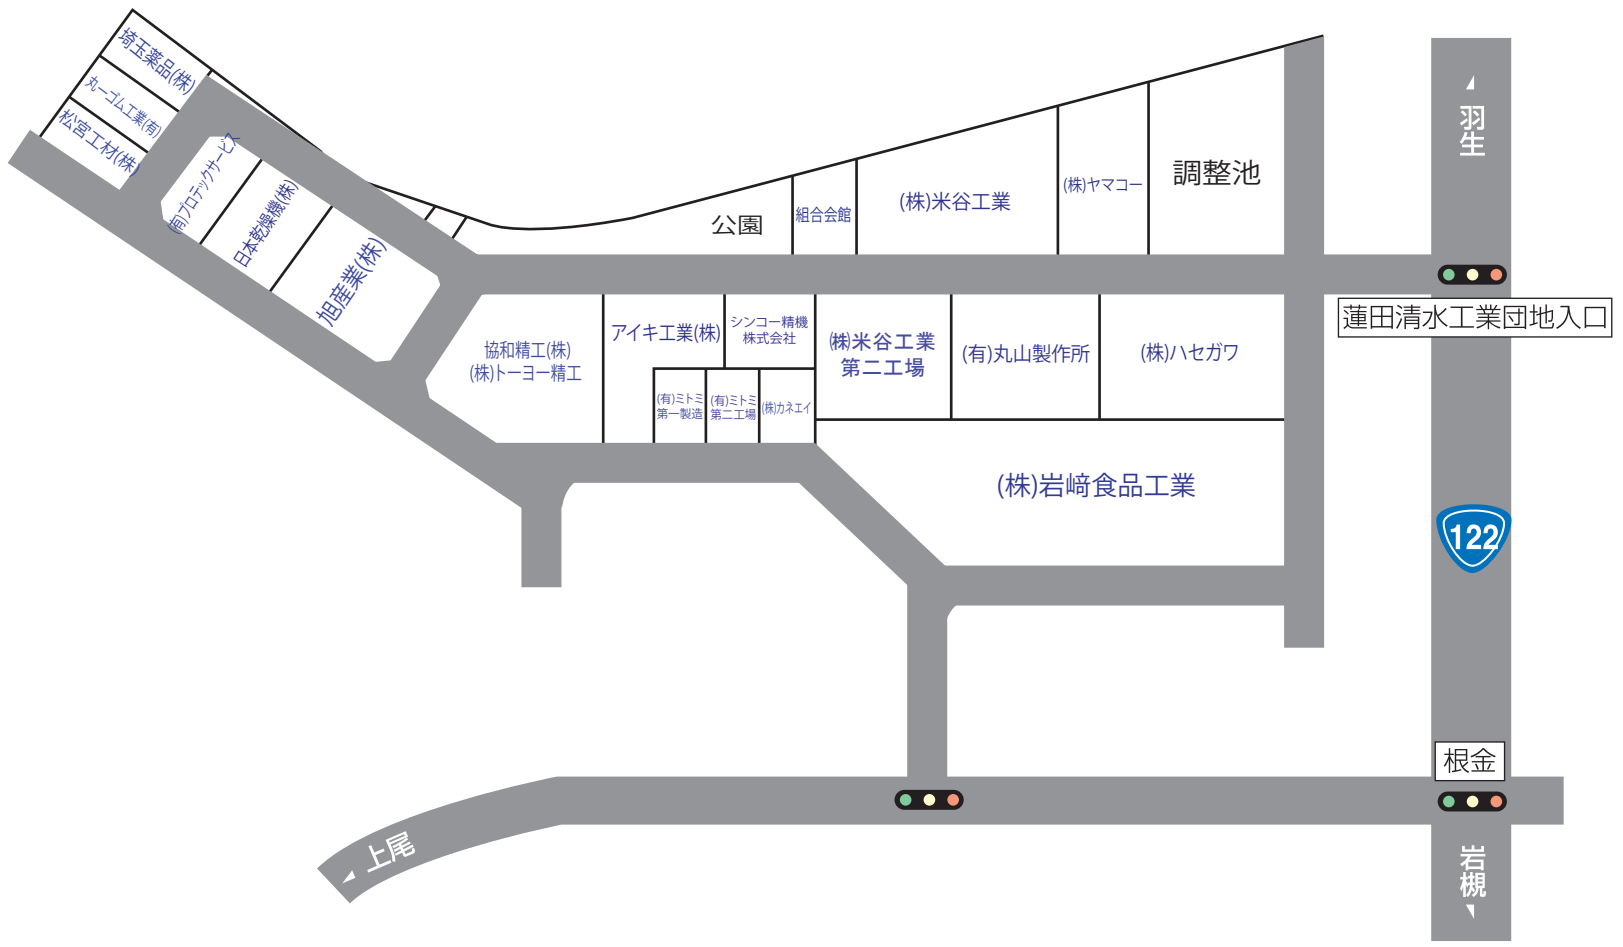 埼玉薬品(株)
丸一ゴム工業(有)
松宮工材(株)
(有)プロテックサービス
日本乾燥機(株)
旭産業(株)
公園
組合会館
(株)米谷工業
(株)ヤマコー
調整池
羽生
蓮田清水工業団地入口
協和精工(株)
(株)トーヨー精工
アイキ工業(株)
シンコー精機
株式会社
(有)ミトミ
第一製造
(有)ミトミ
第二工場
(株)カネエイ
(株)米谷工業
第二工場
(有)丸山製作所
(株)ハセガワ
(株)岩﨑食品工業
122
根金
上尾
岩槻